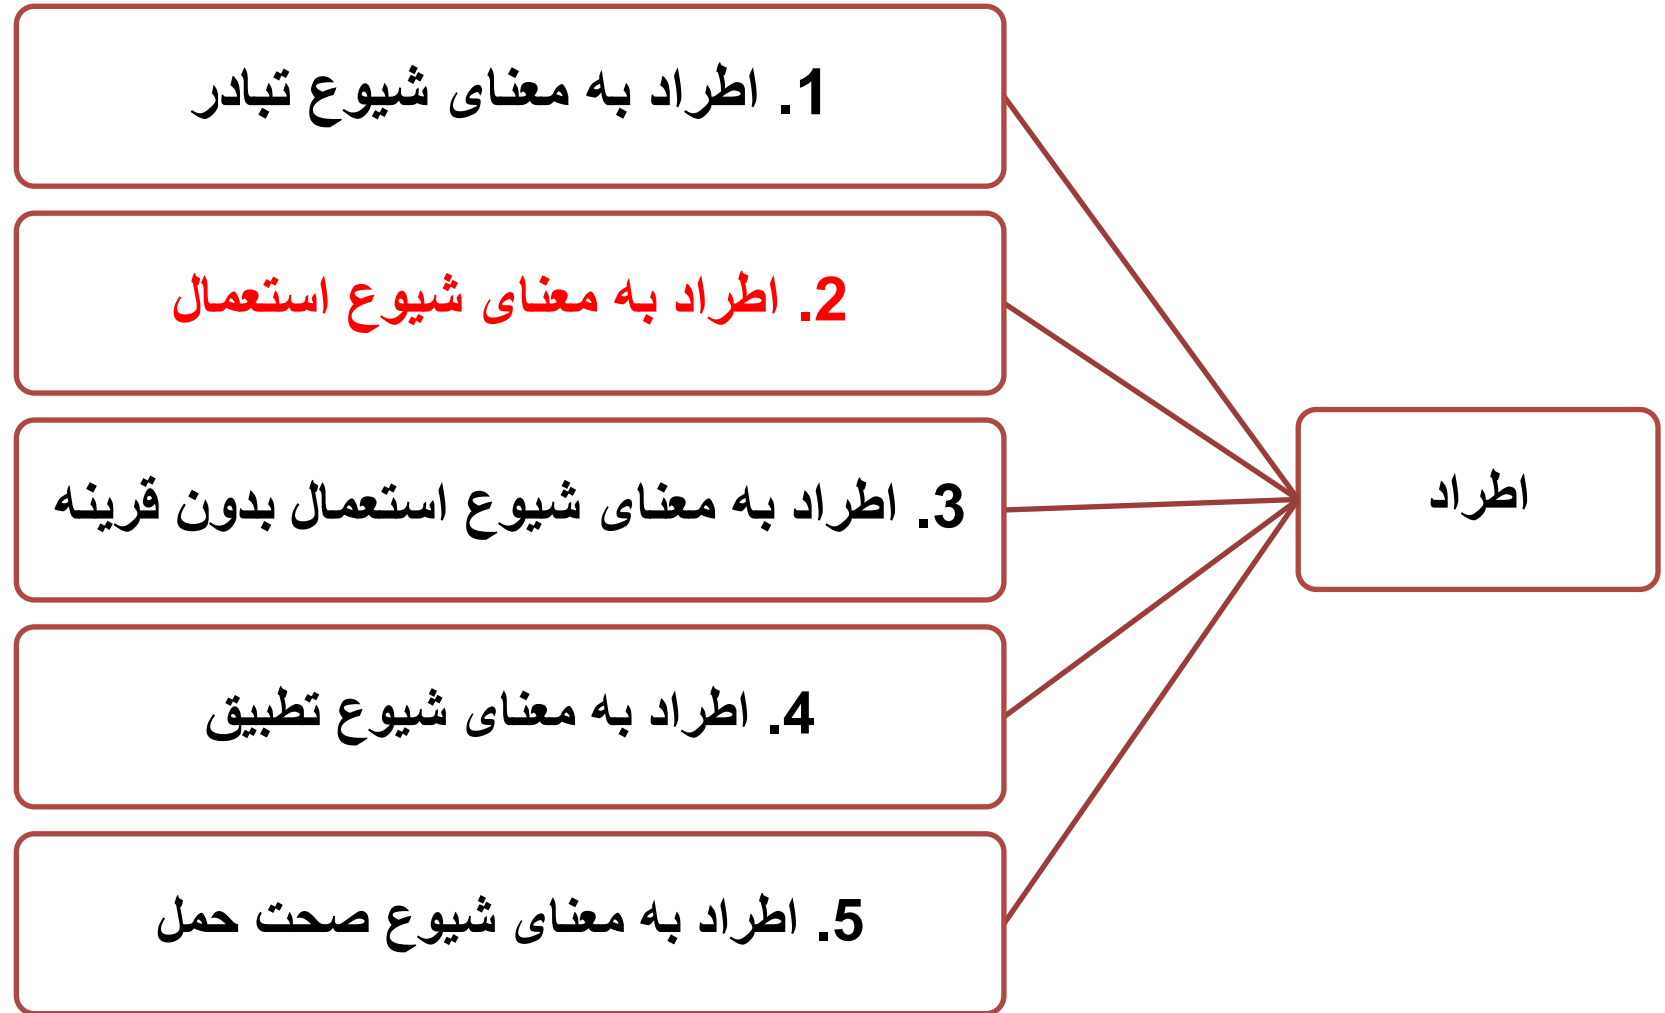 اطراد
1. اطراد به معنای شیوع تبادر
2. اطراد به معنای شیوع استعمال
3. اطراد به معنای شیوع استعمال بدون قرینه
4. اطراد به معنای شیوع تطبیق
5. اطراد به معنای شیوع صحت حمل